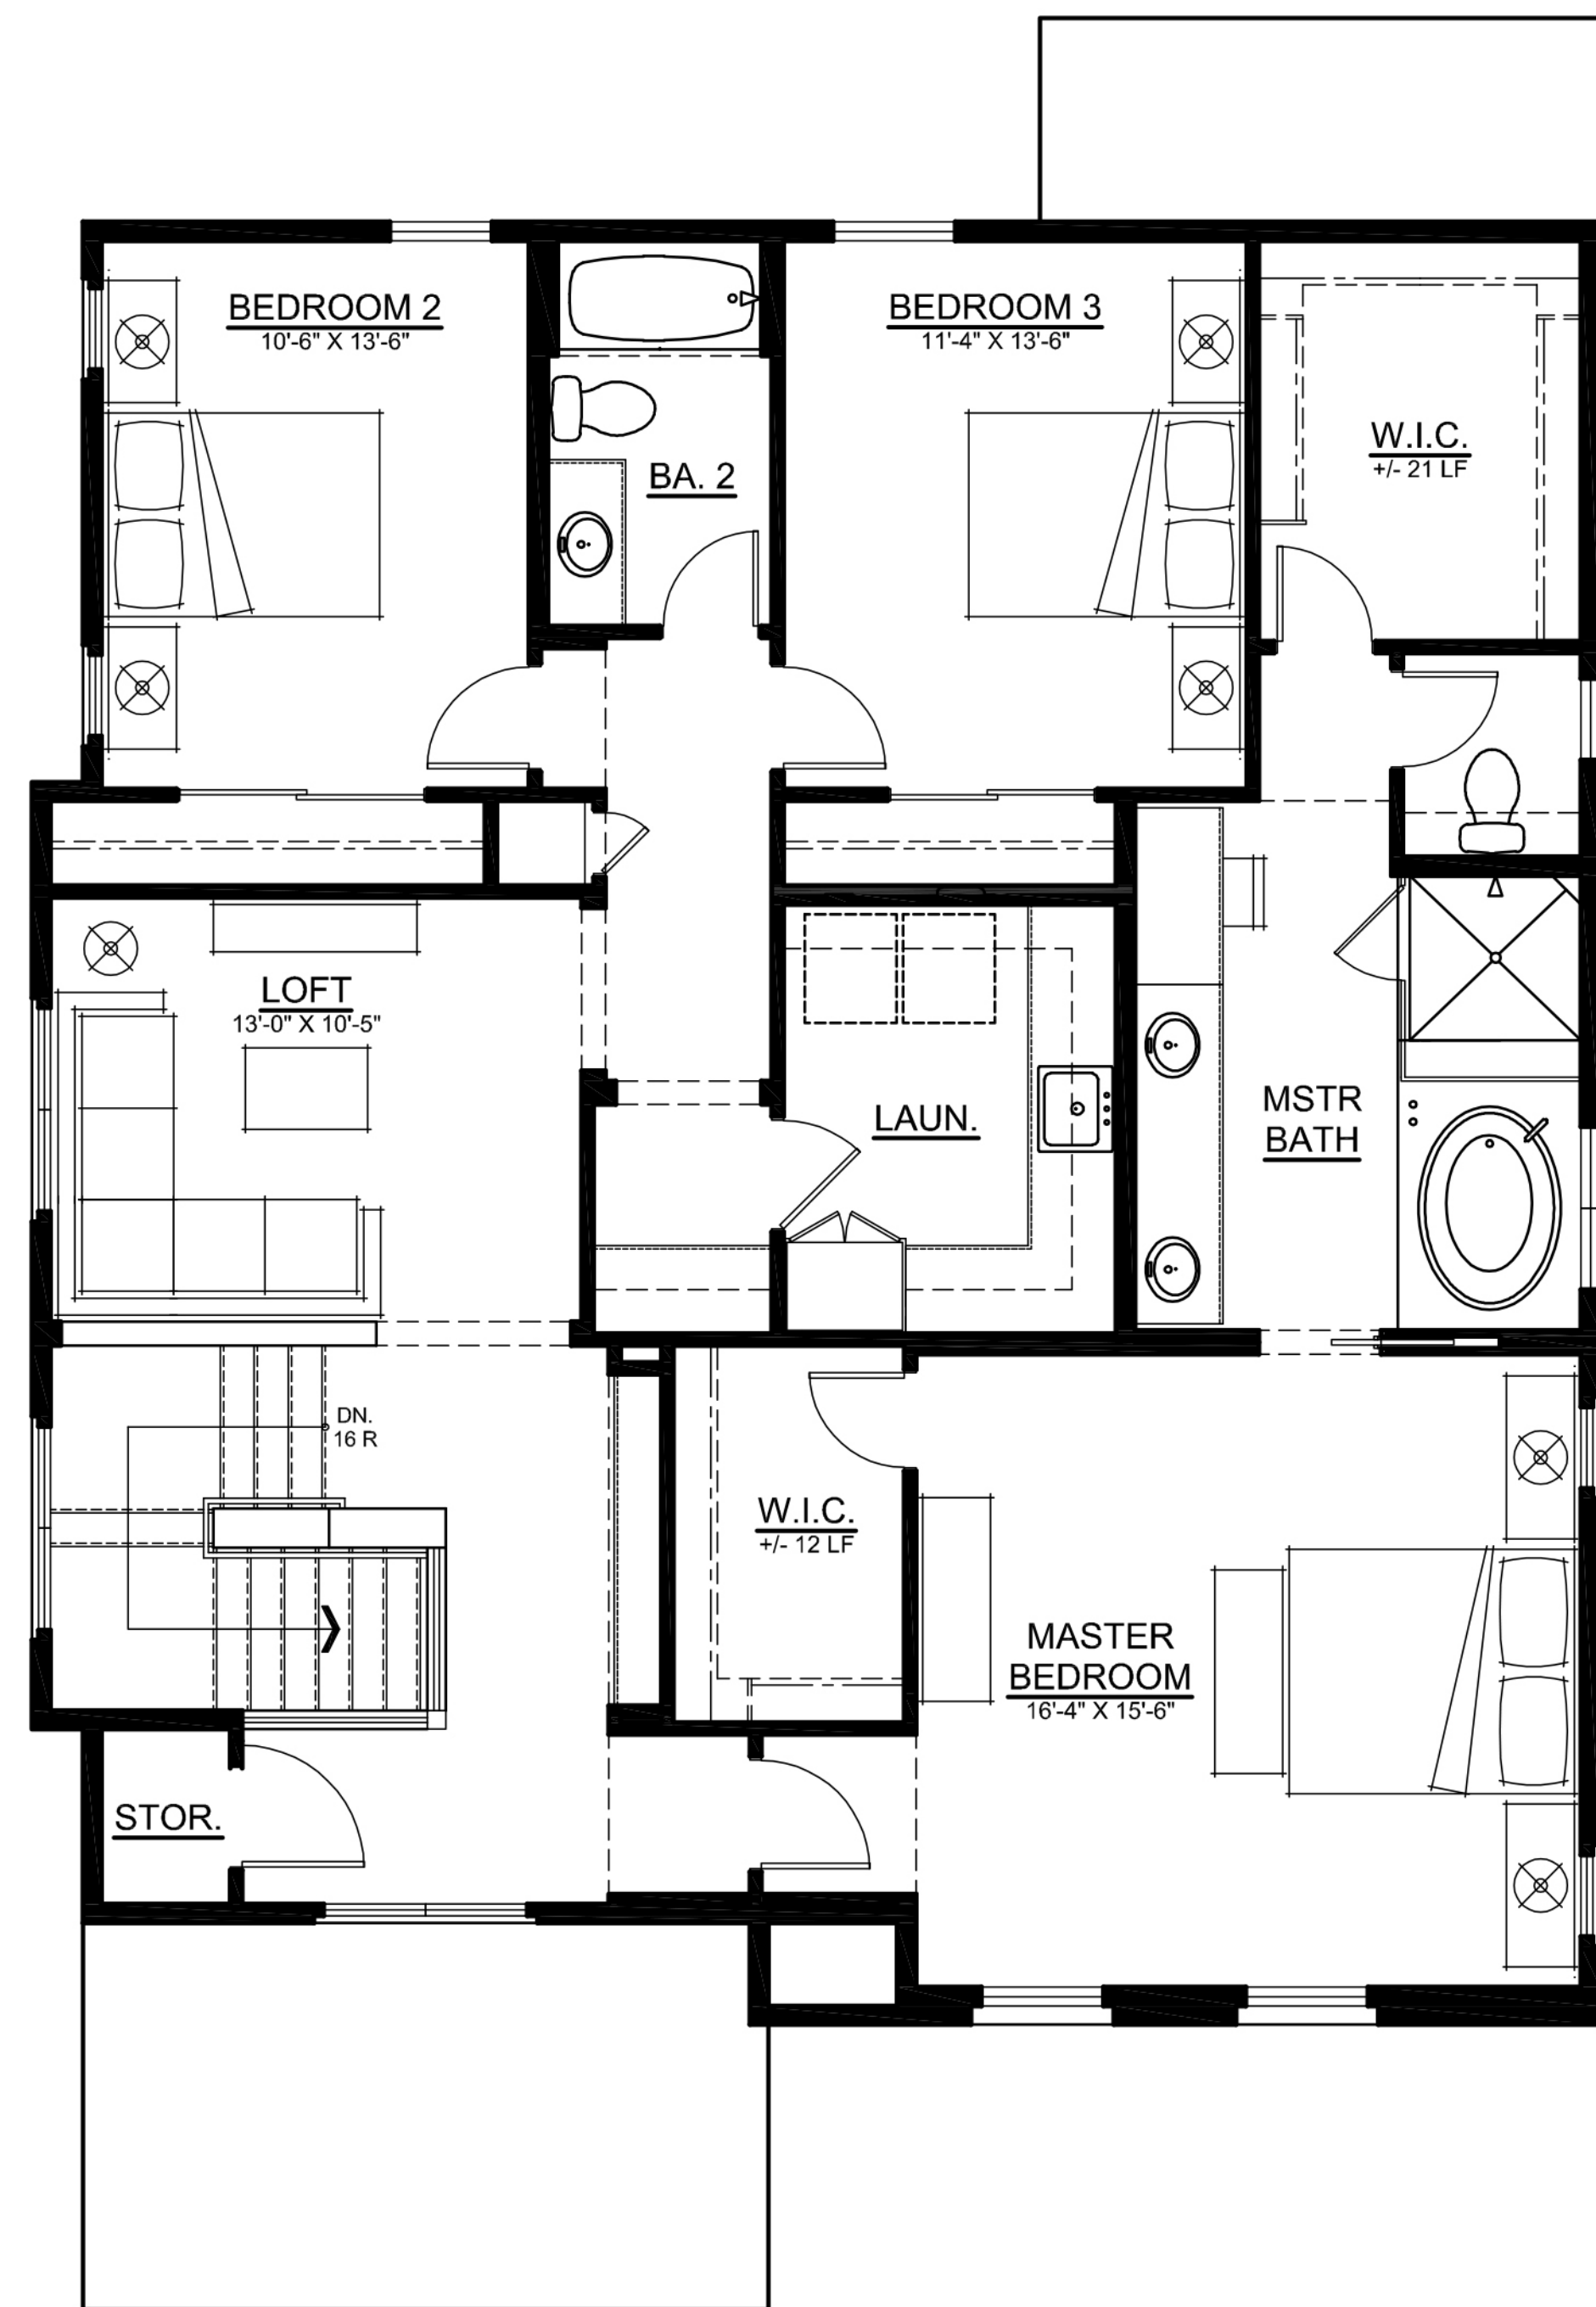 BEDROOM 2
10'-6" X 13'-6"
BA. 2
BEDROOM 3
11'-4" X 13'-6"
W.I.C.
+/- 21 LF
LOFT
13'-0" X 10'-5"
LAUN.
MSTR
BATH
DN.
16 R
W.I.C.
+/- 12 LF
MASTER
BEDROOM
16'-4" X 15'-6"
STOR.